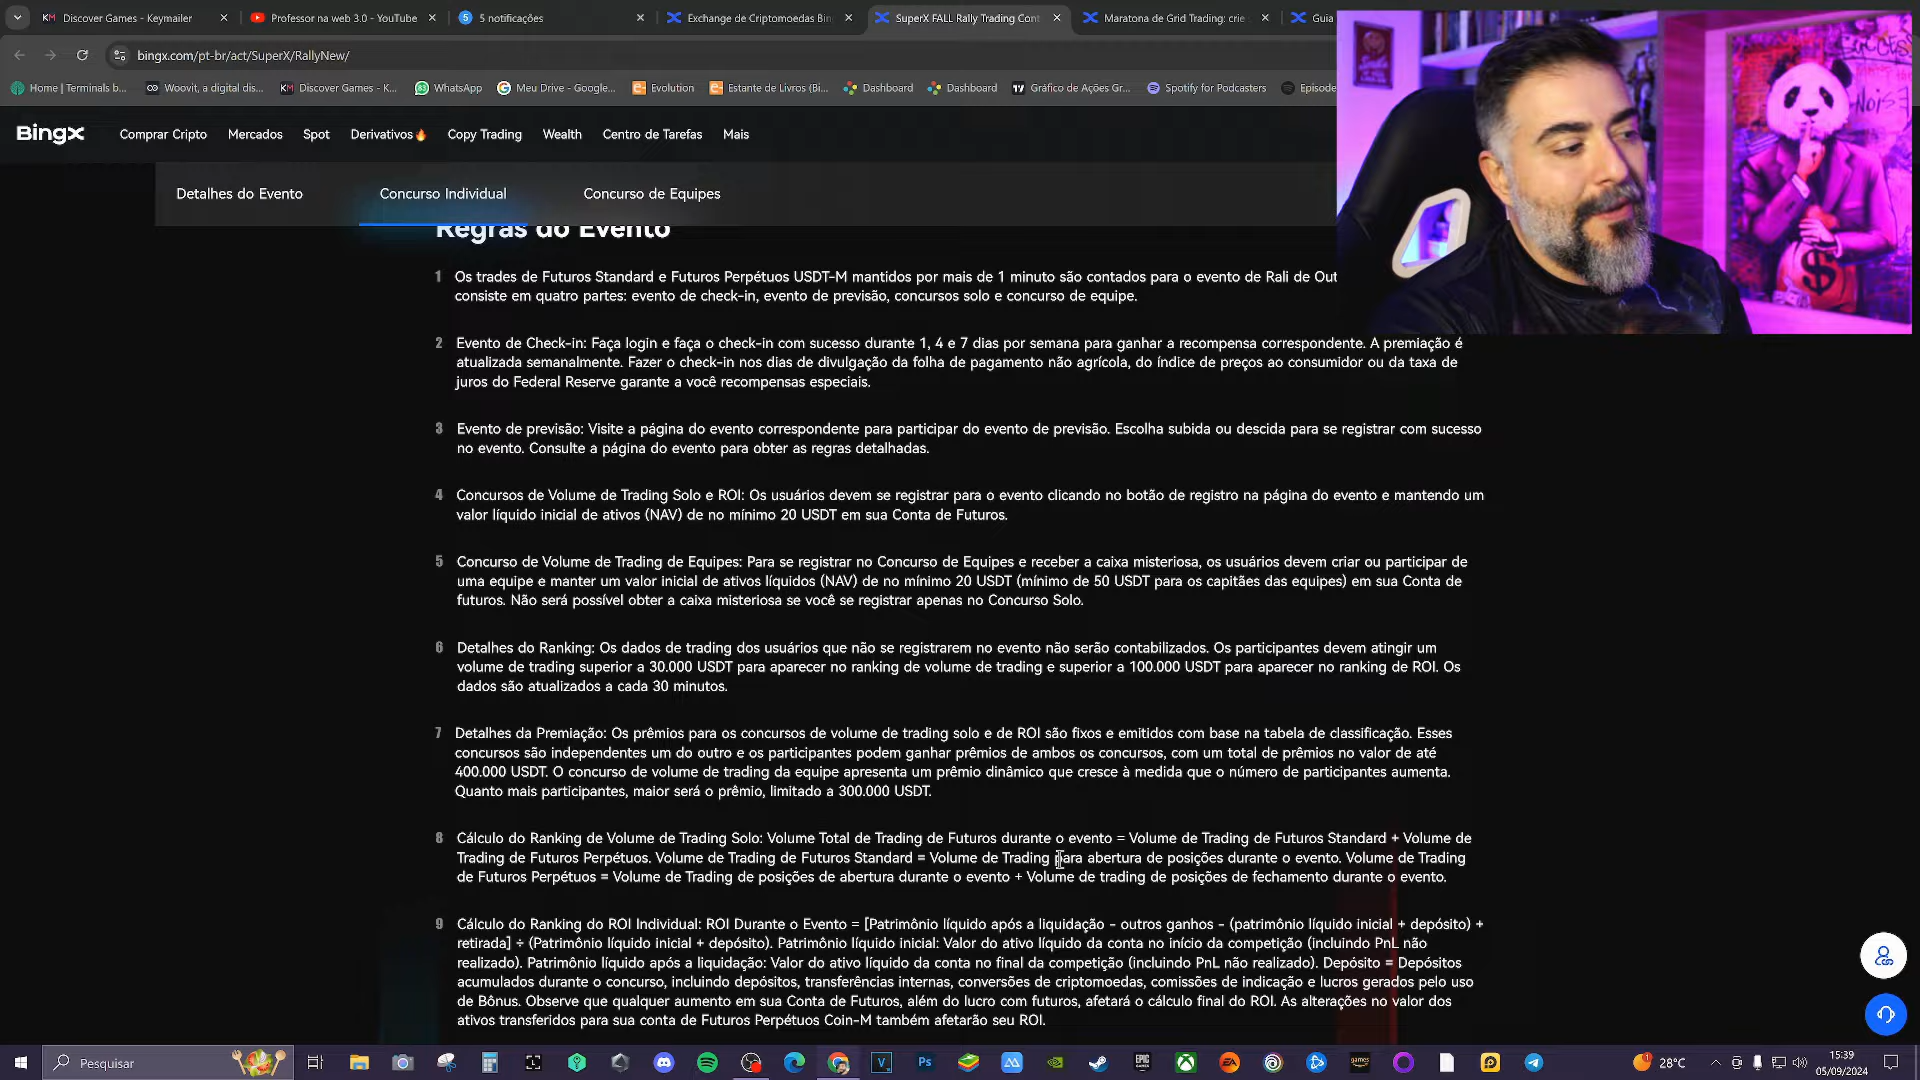 Discover Games - Keymailer
Professor na web 3.0 - YouTube
5 notificações
Exchange de Criptomoedas Bin
SuperX FALL Rally Trading Cont
Maratona de Grid Trading: crie
Guia
bingx.com/pt-br/act/SuperX/RallyNew/
Home | Terminals b...
Woovit, a digital dis...
Discover Games - K...
WhatsApp
Meu Drive - Google...
Evolution
Estante de Livros (Bi...
Dashboard
Dashboard
Gráfico de Ações Gr...
Spotify for Podcasters
Episode
BingX
Comprar Cripto
Mercados
Spot
Derivativos
Copy Trading
Wealth
Centro de Tarefas
Mais
Detalhes do Evento
Concurso Individual
Concurso de Equipes
Regras do Evento
1 Os trades de Futuros Standard e Futuros Perpétuos USDT-M mantidos por mais de 1 minuto são contados para o evento de Rali de Out
consiste em quatro partes: evento de check-in, evento de previsão, concursos solo e concurso de equipe.
2 Evento de Check-in: Faça login e faça o check-in com sucesso durante 1, 4 e 7 dias por semana para ganhar a recompensa correspondente. A premiação é
atualizada semanalmente. Fazer o check-in nos dias de divulgação da folha de pagamento não agrícola, do índice de preços ao consumidor ou da taxa de
juros do Federal Reserve garante a você recompensas especiais.
3 Evento de previsão: Visite a página do evento correspondente para participar do evento de previsão. Escolha subida ou descida para se registrar com sucesso
no evento. Consulte a página do evento para obter as regras detalhadas.
4 Concursos de Volume de Trading Solo e ROI: Os usuários devem se registrar para o evento clicando no botão de registro na página do evento e mantendo um
valor líquido inicial de ativos (NAV) de no mínimo 20 USDT em sua Conta de Futuros.
5 Concurso de Volume de Trading de Equipes: Para se registrar no Concurso de Equipes e receber a caixa misteriosa, os usuários devem criar ou participar de
uma equipe e manter um valor inicial de ativos líquidos (NAV) de no mínimo 20 USDT (mínimo de 50 USDT para os capitães das equipes) em sua Conta de
futuros. Não será possível obter a caixa misteriosa se você se registrar apenas no Concurso Solo.
6 Detalhes do Ranking: Os dados de trading dos usuários que não se registrarem no evento não serão contabilizados. Os participantes devem atingir um
volume de trading superior a 30.000 USDT para aparecer no ranking de volume de trading e superior a 100.000 USDT para aparecer no ranking de ROI. Os
dados são atualizados a cada 30 minutos.
7 Detalhes da Premiação: Os prêmios para os concursos de volume de trading solo e de ROI são fixos e emitidos com base na tabela de classificação. Esses
concursos são independentes um do outro e os participantes podem ganhar prêmios de ambos os concursos, com um total de prêmios no valor de até
400.000 USDT. O concurso de volume de trading da equipe apresenta um prêmio dinâmico que cresce à medida que o número de participantes aumenta.
Quanto mais participantes, maior será o prêmio, limitado a 300.000 USDT.
8 Cálculo do Ranking de Volume de Trading Solo: Volume Total de Trading de Futuros durante o evento = Volume de Trading de Futuros Standard + Volume de
Trading de Futuros Perpétuos. Volume de Trading de Futuros Standard = Volume de Trading para abertura de posições durante o evento. Volume de Trading
de Futuros Perpétuos = Volume de Trading de posições de abertura durante o evento + Volume de trading de posições de fechamento durante o evento.
9 Cálculo do Ranking do ROI Individual: ROI Durante o Evento = [Patrimônio líquido após a liquidação - outros ganhos - (patrimônio líquido inicial + depósito) +
retirada] ÷ (Patrimônio líquido inicial + depósito). Patrimônio líquido inicial: Valor do ativo líquido da conta no início da competição (incluindo PnL não
realizado). Patrimônio líquido após a liquidação: Valor do ativo líquido da conta no final da competição (incluindo PnL não realizado). Depósito = Depósitos
acumulados durante o concurso, incluindo depósitos, transferências internas, conversões de criptomoedas, comissões de indicação e lucros gerados pelo uso
de Bônus. Observe que qualquer aumento em sua Conta de Futuros, além do lucro com futuros, afetará o cálculo final do ROI. As alterações no valor dos
ativos transferidos para sua conta de Futuros Perpétuos Coin-M também afetarão seu ROI.
Pesquisar
28°C
15:39
05/09/2024